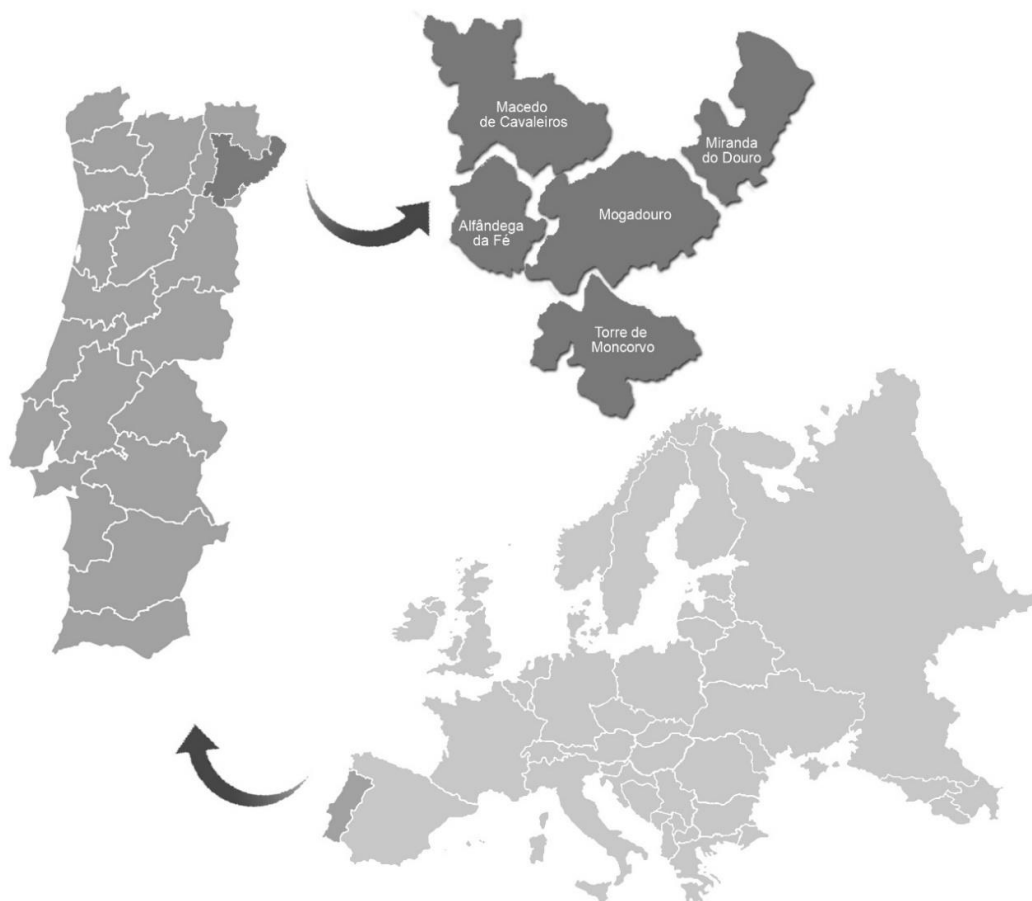 Macedo
de Cavaleiros
Miranda
do Douro
Alfândega
da Fé
Mogadouro
Torre de
Moncorvo